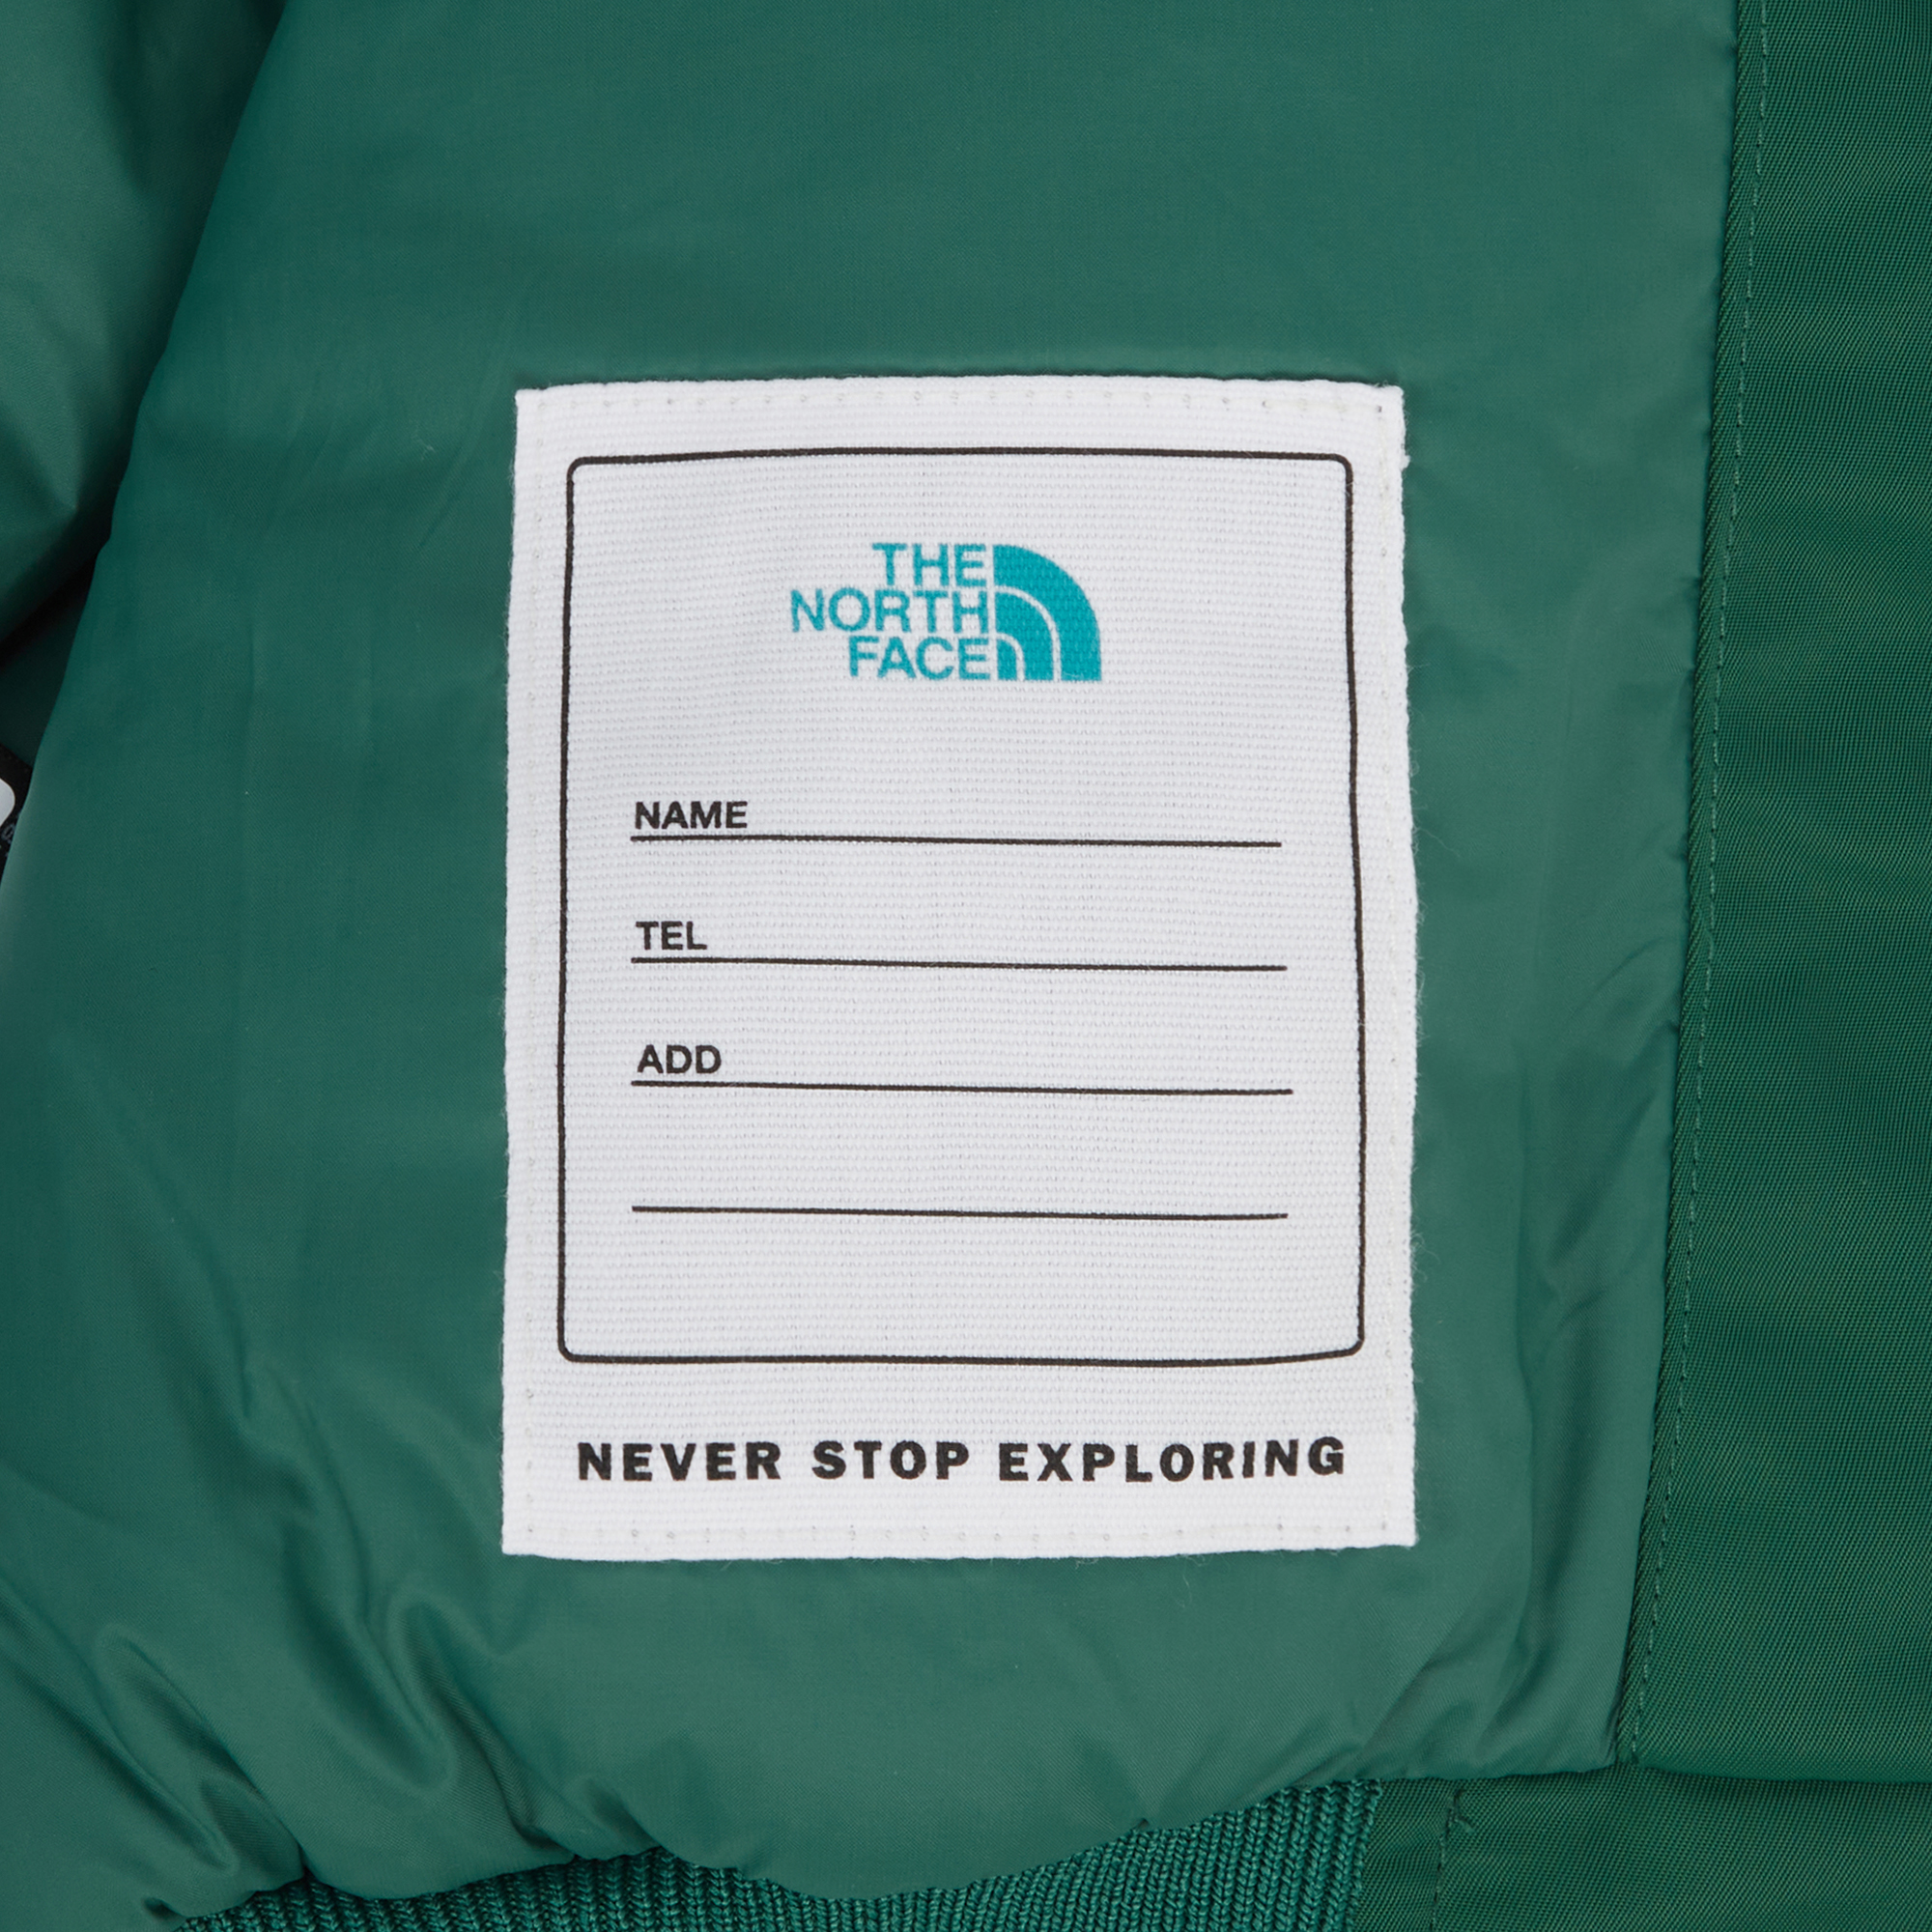 THE
NORTH
FACE
NAME
TEL
ADD
NEVER STOP EXPLORING